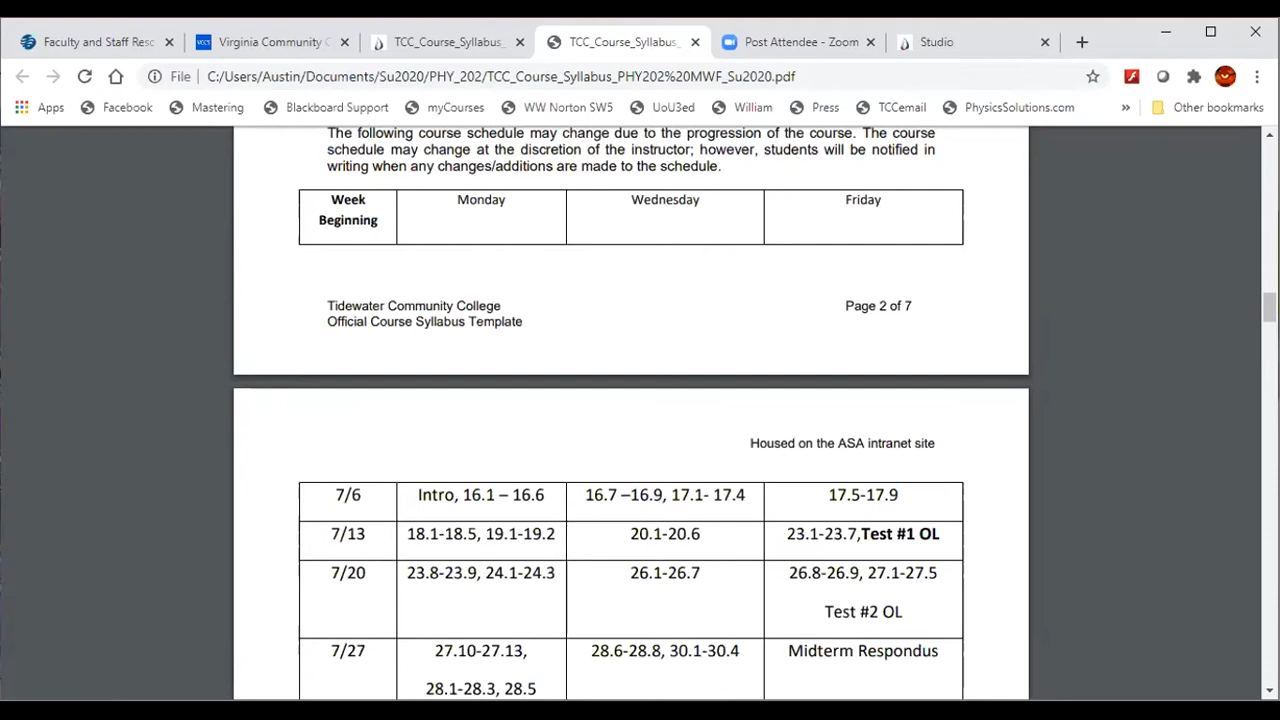 Faculty and Staff Resc
Virginia Community C
TCC_Course_Syllabus_
TCC_Course_Syllabus_
Post Attendee - Zoom
Studio
File
C:/Users/Austin/Documents/Su2020/PHY_202/TCC_Course_Syllabus_PHY202%20MWF_Su2020.pdf
Apps
Facebook
Mastering
Blackboard Support
myCourses
WW Norton SW5
UoU3ed
William
Press
TCCemail
PhysicsSolutions.com
»
Other bookmarks
The following course schedule may change due to the progression of the course. The course
schedule may change at the discretion of the instructor; however, students will be notified in
writing when any changes/additions are made to the schedule.
Week Monday Wednesday Friday
Beginning
Tidewater Community College Page 2 of 7
Official Course Syllabus Template
Housed on the ASA intranet site
7/6 Intro, 16.1 – 16.6 16.7 –16.9, 17.1- 17.4 17.5-17.9
7/13 18.1-18.5, 19.1-19.2 20.1-20.6 23.1-23.7,Test #1 OL
7/20 23.8-23.9, 24.1-24.3 26.1-26.7 26.8-26.9, 27.1-27.5
Test #2 OL
7/27 27.10-27.13, 28.6-28.8, 30.1-30.4 Midterm Respondus
28.1-28.3, 28.5